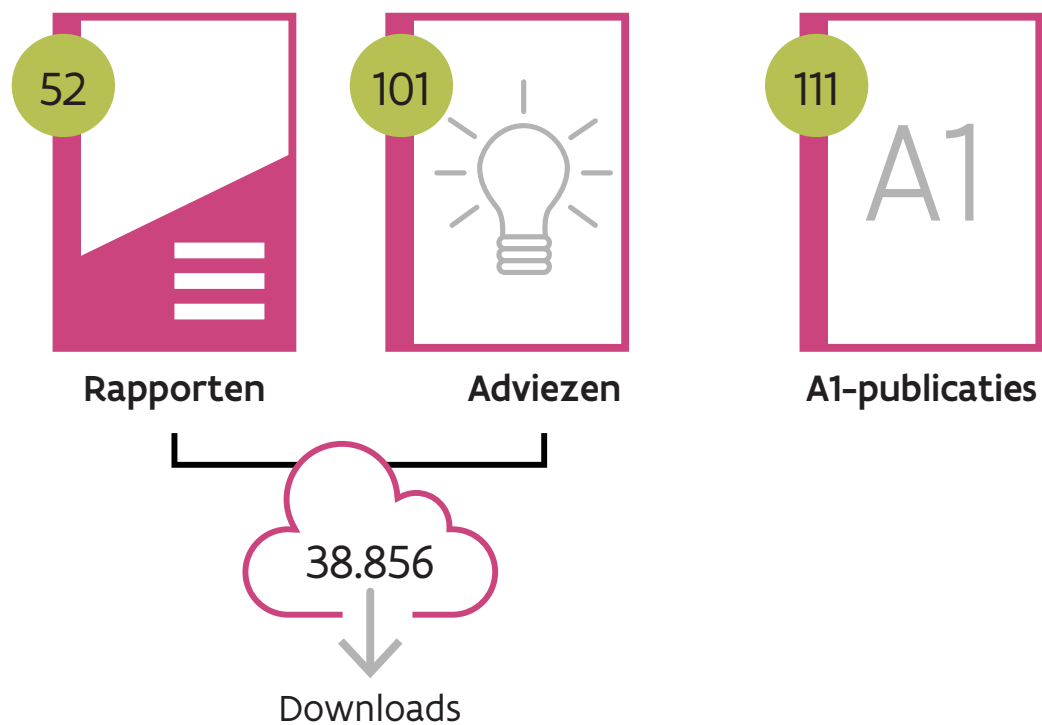 52
101
111
A1
Rapporten
Adviezen
A1-publicaties
38.856
Downloads